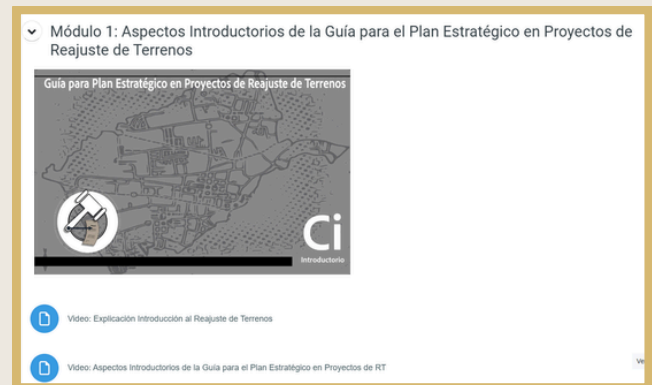 Módulo 1: Aspectos Introductorios de la Guía para el Plan Estratégico en Proyectos de
Reajuste de Terrenos
Guía para Plan Estratégico en Proyectos de Reajuste de Terrenos
Ci
Introductorio
Video: Explicación Introducción al Reajuste de Terrenos
Video: Aspectos Introductorios de la Guía para el Plan Estratégico en Proyectos de RT